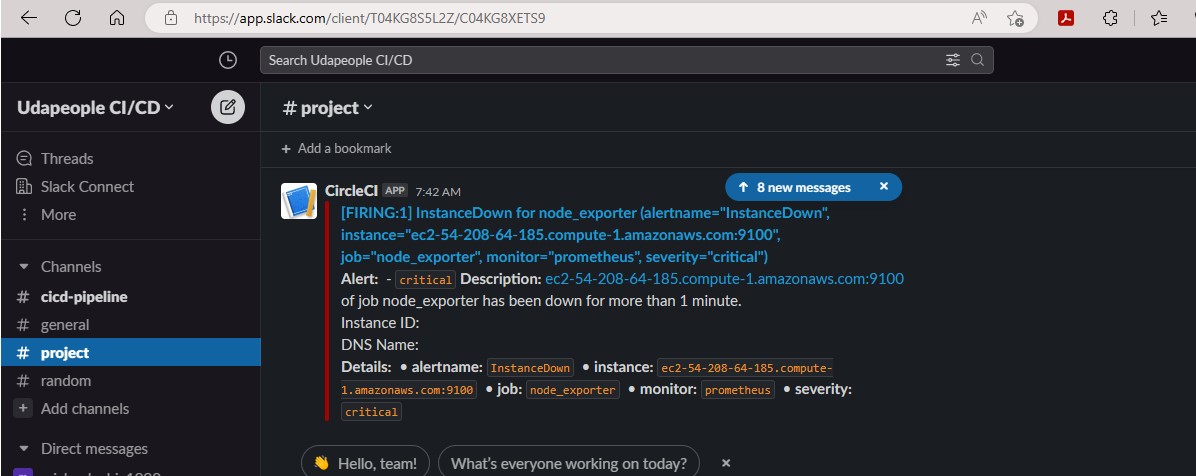 https://app.slack.com/client/T04KG8S5L2Z/C04KG8XETS9
Search Udapeople CI/CD
Udapeople CI/CD
Threads
Slack Connect
More
Channels
# cicd-pipeline
# general
# project
# random
+ Add channels
Direct messages
# project
+ Add a bookmark
CircleCI APP 7:42 AM
↑ 8 new messages ×
[FIRING:1] InstanceDown for node_exporter (alertname="InstanceDown",
instance="ec2-54-208-64-185.compute-1.amazonaws.com:9100",
job="node_exporter", monitor="prometheus", severity="critical")
Alert: - critical Description: ec2-54-208-64-185.compute-1.amazonaws.com:9100
of job node_exporter has been down for more than 1 minute.
Instance ID:
DNS Name:
Details: • alertname: InstanceDown • instance: ec2-54-208-64-185.compute-
1.amazonaws.com:9100 • job: node_exporter • monitor: prometheus • severity:
critical
👋 Hello, team! What's everyone working on today? ×